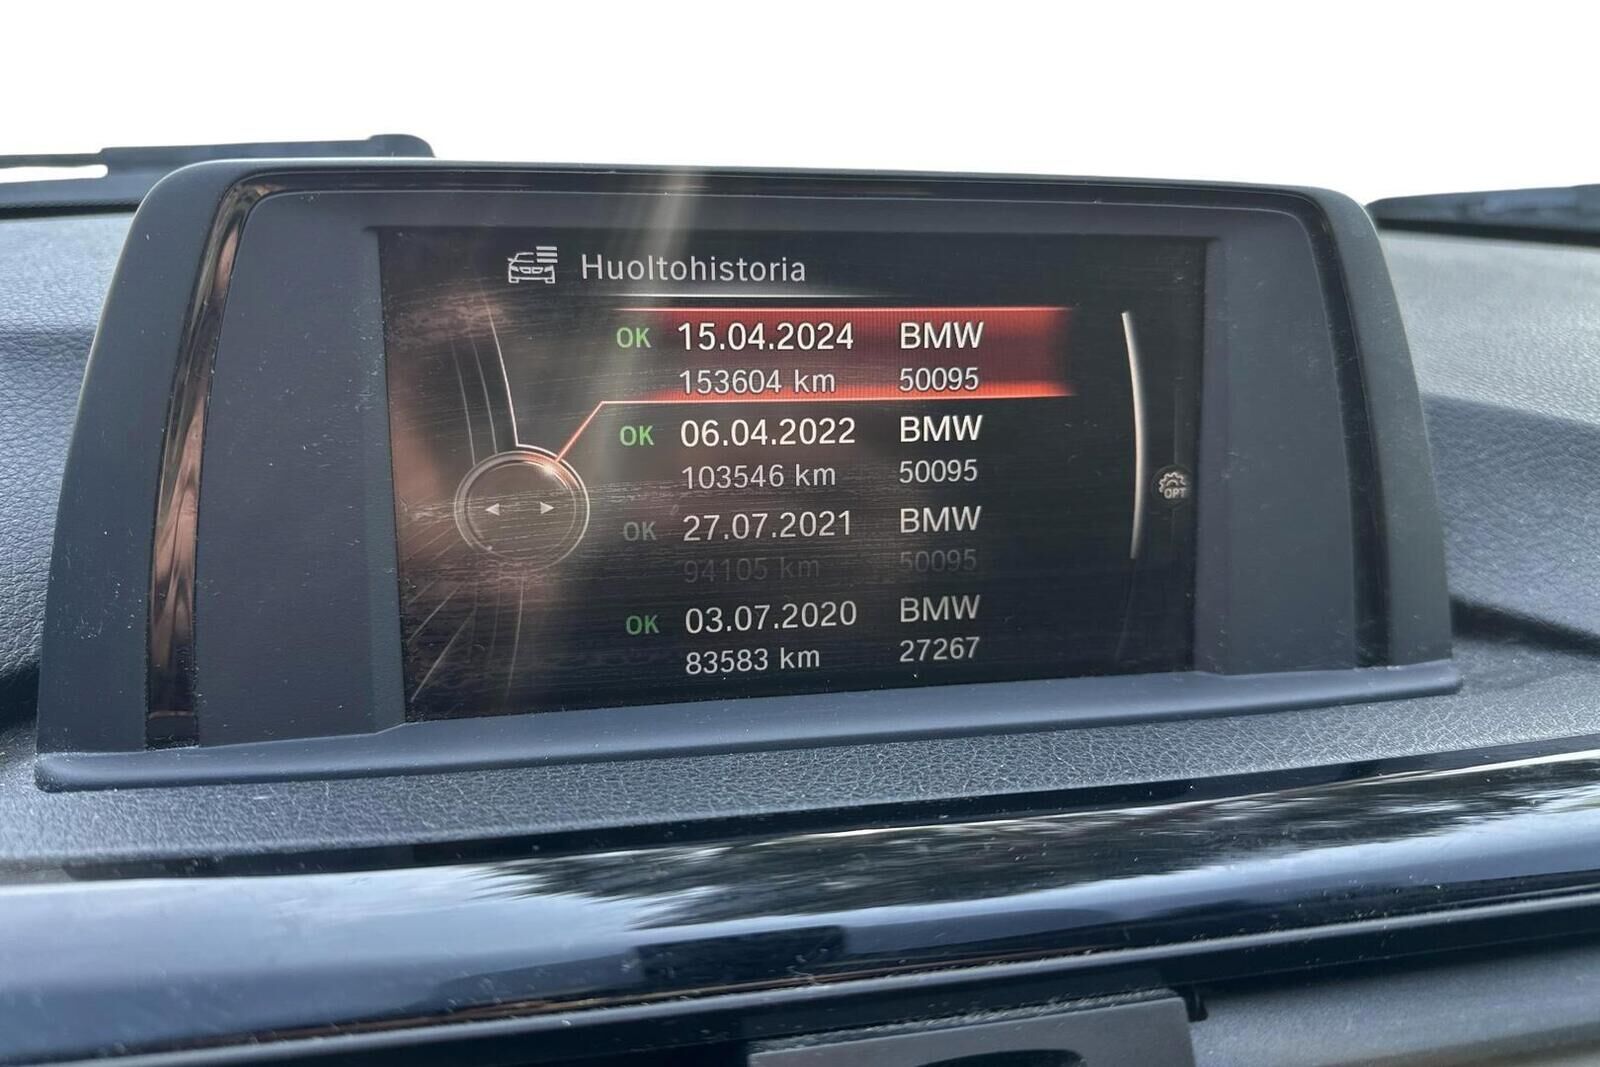 Huoltohistoria
OK 15.04.2024 BMW
153604 km 50095
OK 06.04.2022 BMW
103546 km 50095
OK 27.07.2021 BMW
94105 km 50095
OK 03.07.2020 BMW
83583 km 27267
OPT